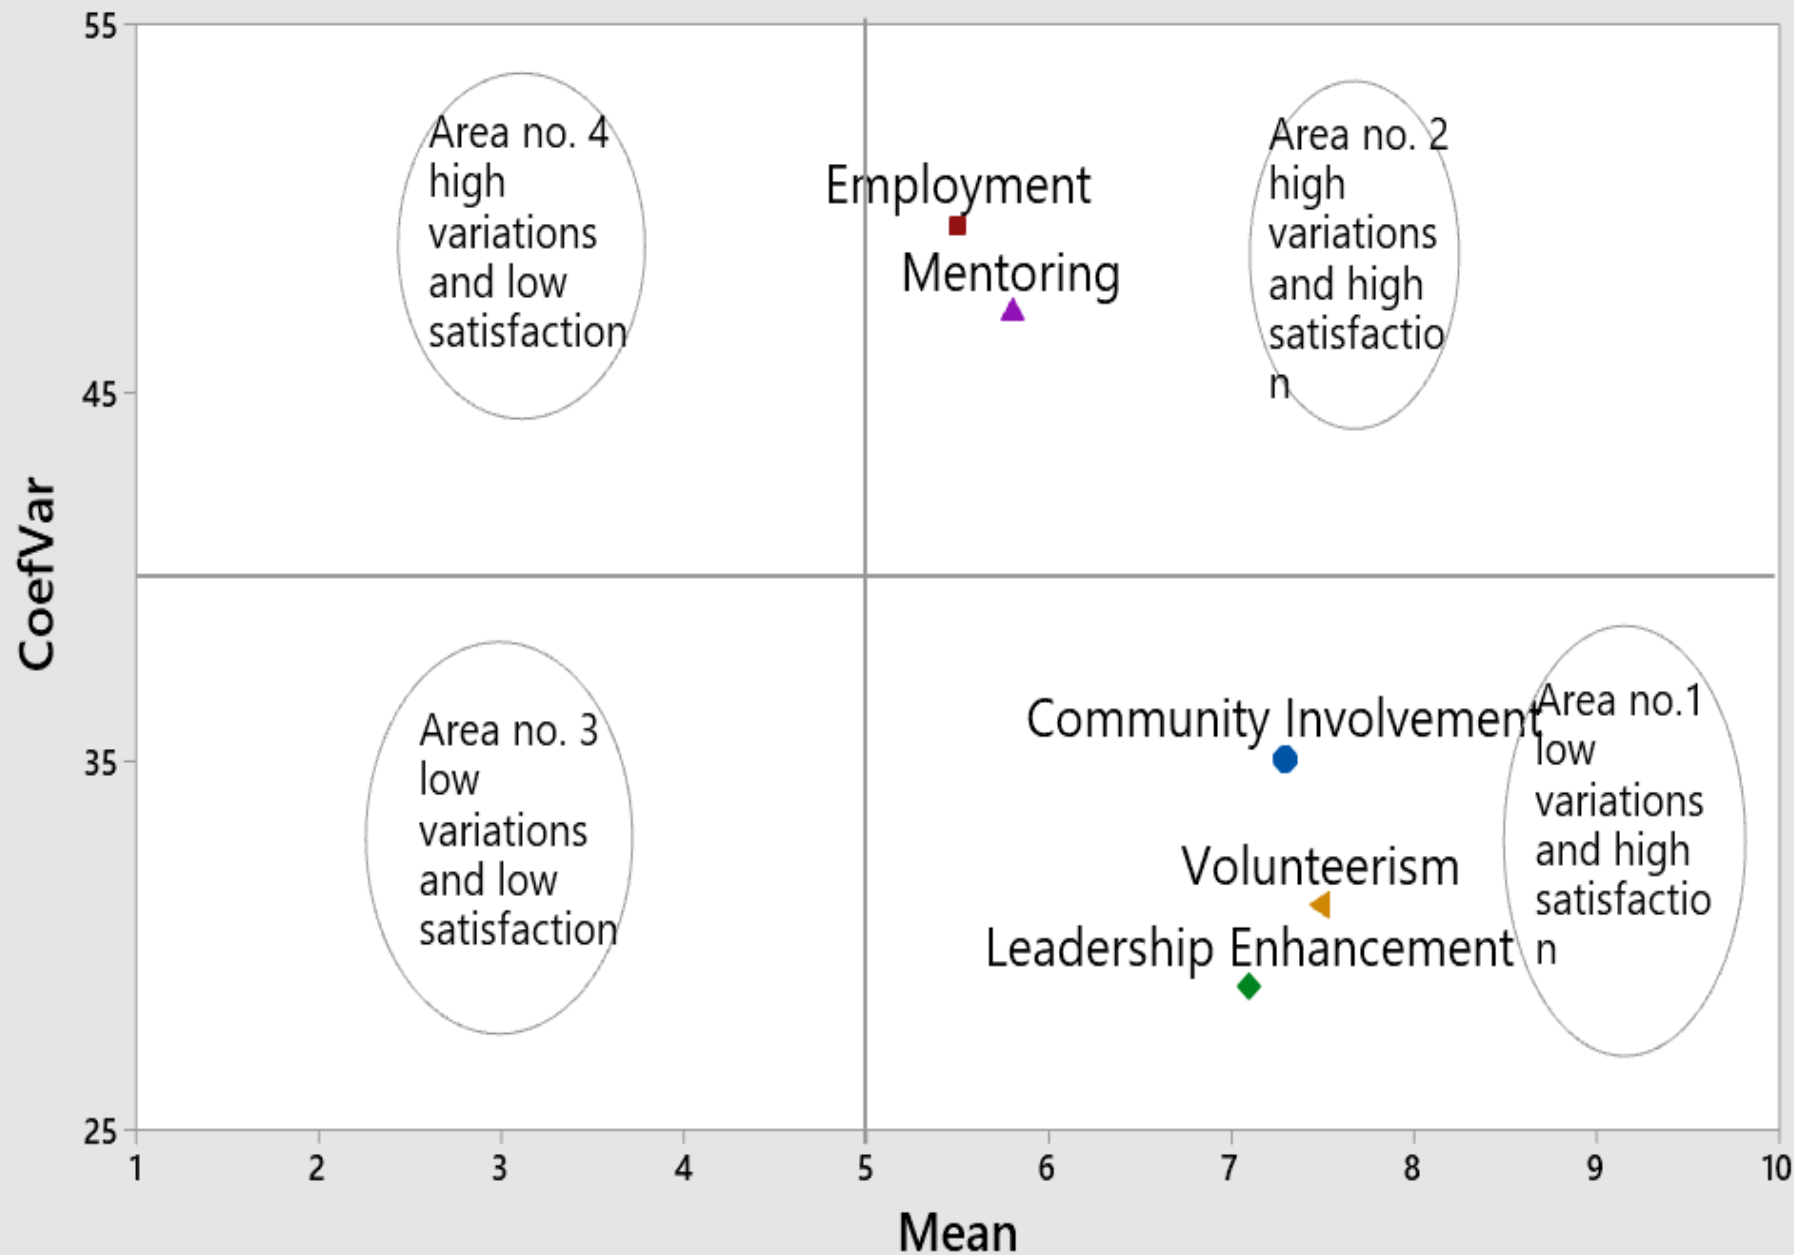 55
45
35
25
CoefVar
Area no. 4
high
variations
and low
satisfaction
Employment
Mentoring
Area no. 2
high
variations
and high
satisfactio
n
Area no. 3
low
variations
and low
satisfaction
Community Involvement
Volunteerism
Leadership Enhancement
Area no.1
low
variations
and high
satisfactio
n
1 2 3 4 5 6 7 8 9 10
Mean